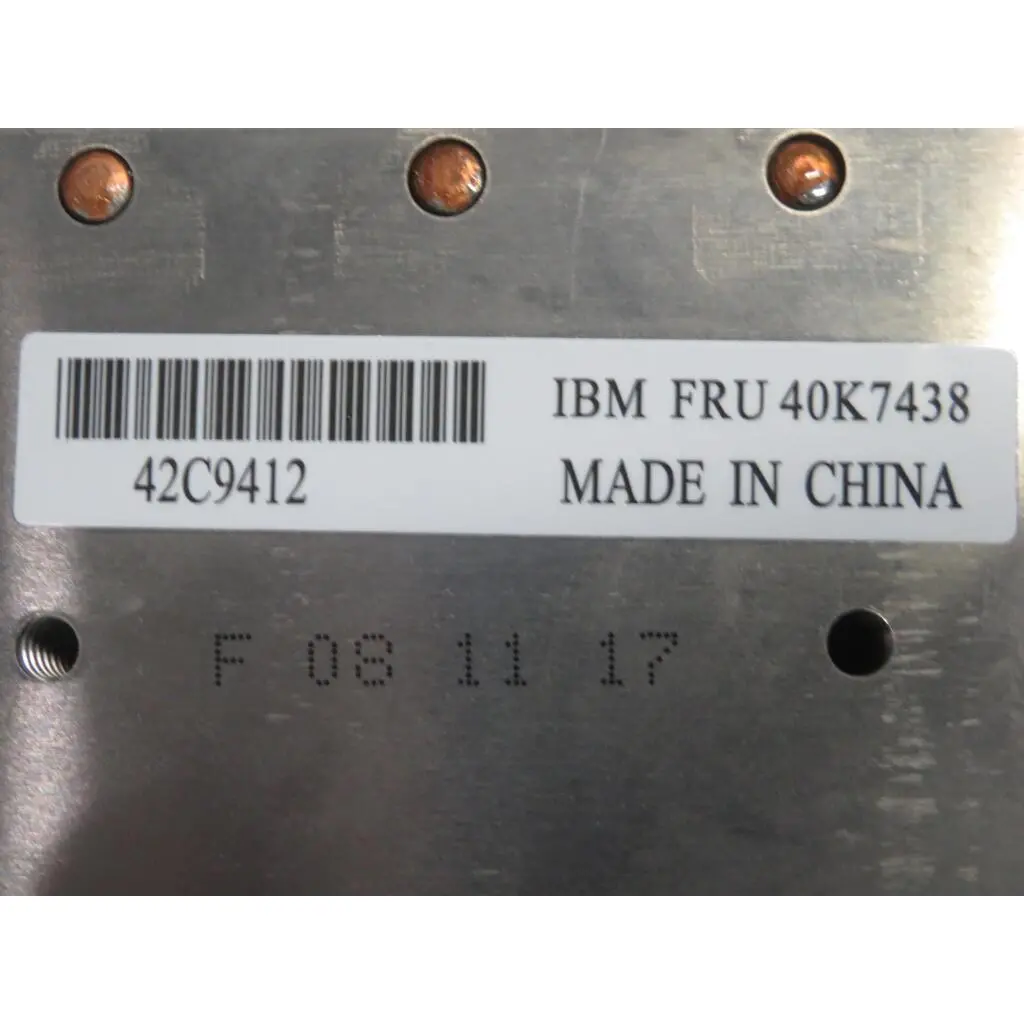 IBM FRU 40K7438
42C9412
MADE IN CHINA
F 08 11 17